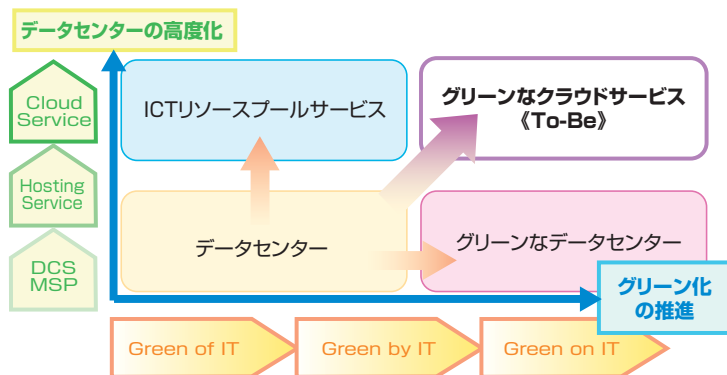 データセンターの高度化
Cloud
Service
ICTリソースプールサービス
グリーンなクラウドサービス
《To-Be》
Hosting
Service
データセンター
グリーンなデータセンター
DCS
MSP
グリーン化
の推進
Green of IT
Green by IT
Green on IT